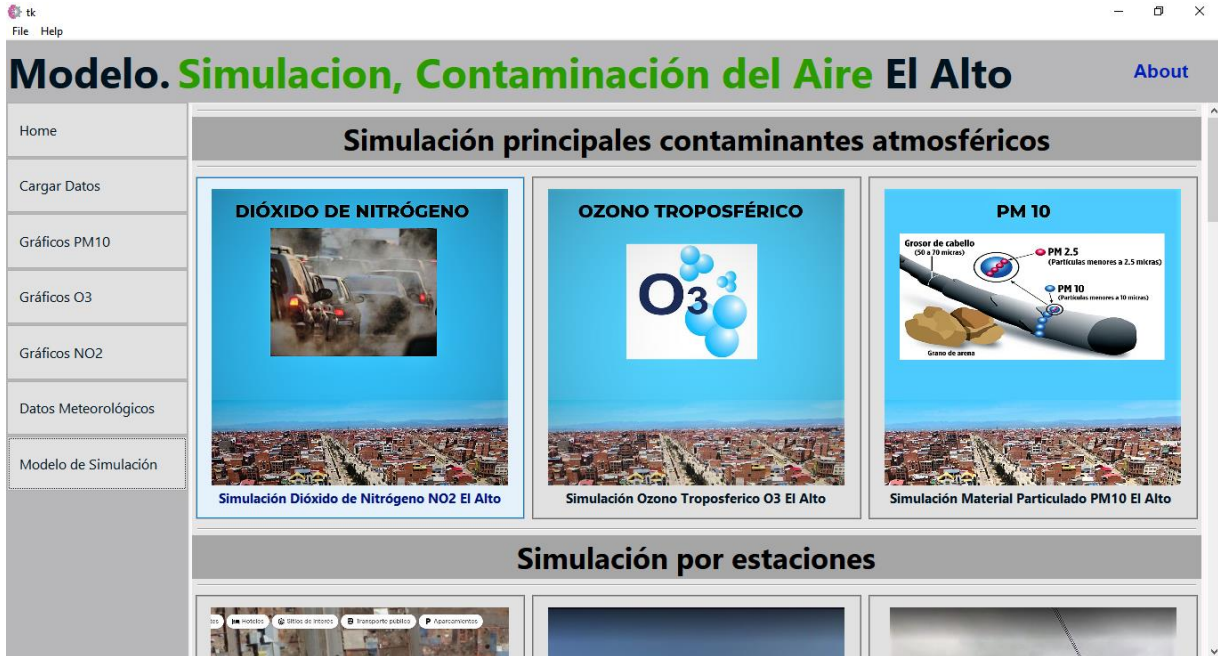 tk
File Help
Modelo. Simulacion, Contaminación del Aire El Alto
About
Home
Cargar Datos
Gráficos PM10
Gráficos O3
Gráficos NO2
Datos Meteorológicos
Modelo de Simulación
Simulación principales contaminantes atmosféricos
DIÓXIDO DE NITRÓGENO
Simulación Dióxido de Nitrógeno NO2 El Alto
OZONO TROPOSFÉRICO
O3
Simulación Ozono Troposferico O3 El Alto
PM 10
Grosor de cabello
(50 a 70 micras)
PM 2.5
(Partículas menores a 2.5 micras)
PM 10
(Partículas menores a 10 micras)
Grano de arena
Simulación Material Particulado PM10 El Alto
Simulación por estaciones
Hoteles
Sitios de interés
Transporte público
Aparcamientos